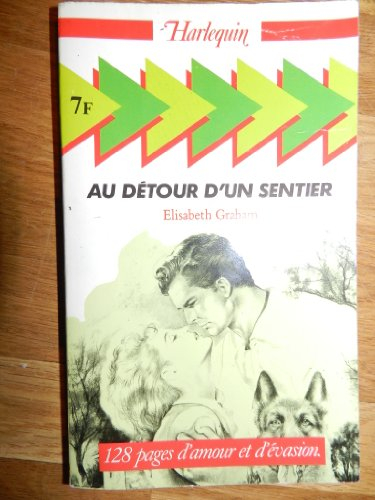 Harlequin
7F
AU DÉTOUR D'UN SENTIER
Elisabeth Graham
128 pages d'amour et d'évasion.